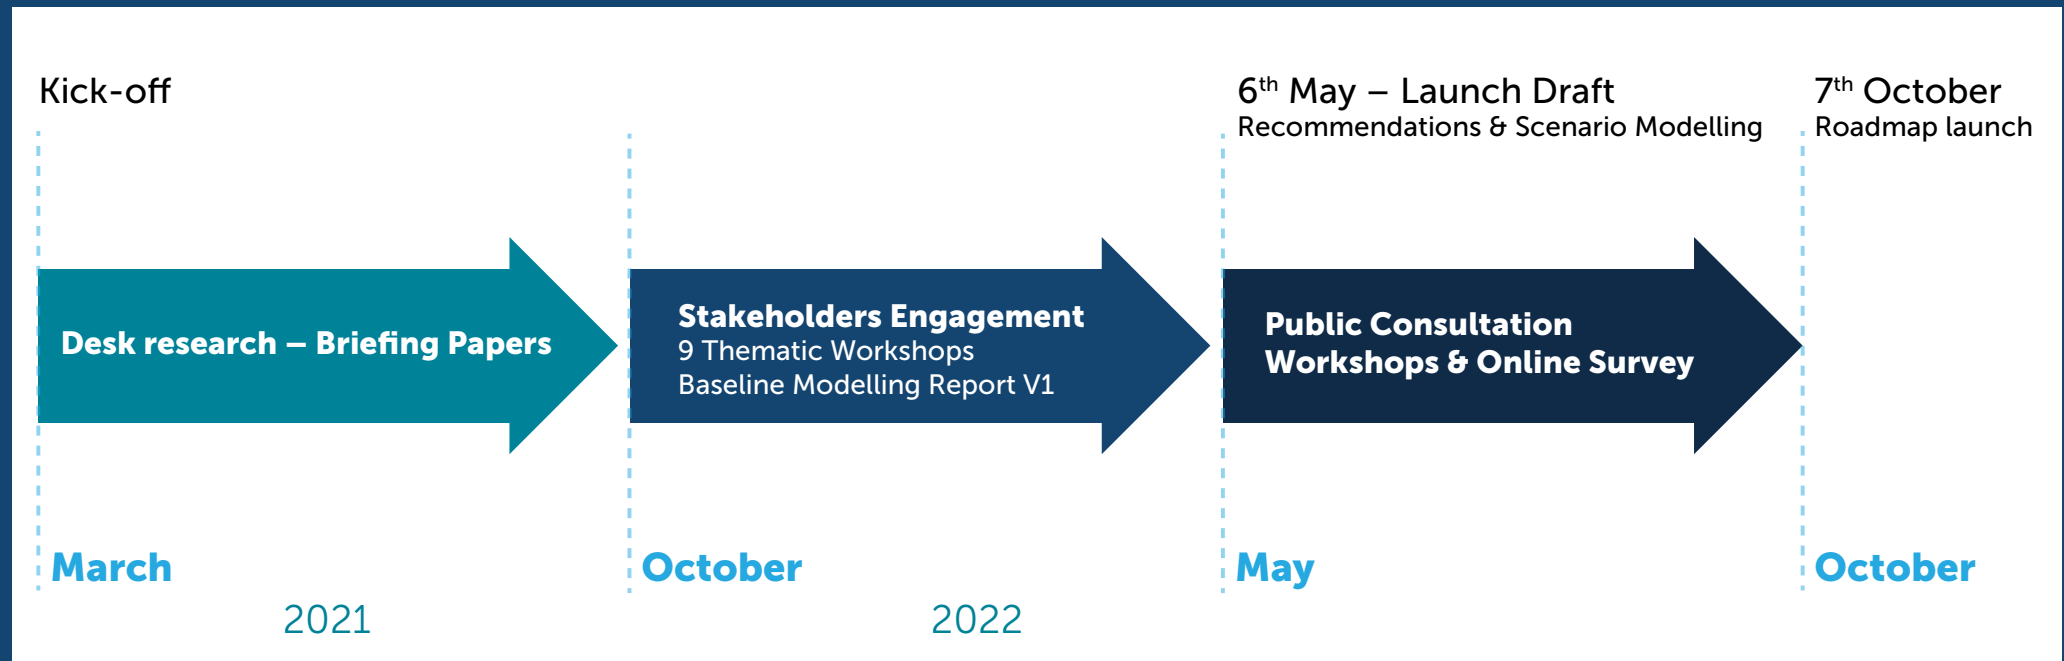 Kick-off
6th May – Launch Draft
Recommendations & Scenario Modelling
7th October
Roadmap launch
Desk research – Briefing Papers
Stakeholders Engagement
9 Thematic Workshops
Baseline Modelling Report V1
Public Consultation
Workshops & Online Survey
March
October
May
October
2021
2022